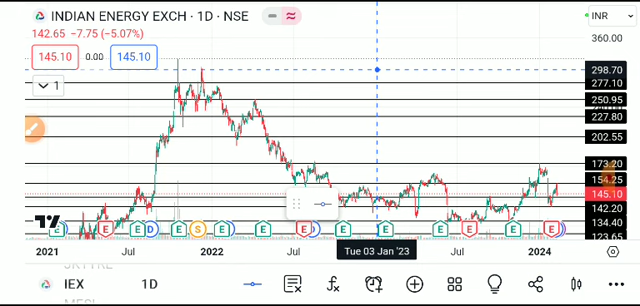 INDIAN ENERGY EXCH · 1D · NSE
INR
142.65 −7.75 (−5.07%)
360.00
145.10 0.00 145.10
298.70
277.10
1
250.95
227.80
202.55
173.20
154.25
145.10
142.20
134.40
123.65
E E E D E S E D E E D E E E E E E
2021 Jul 2022 Jul Tue 03 Jan '23 Jul 2024
IEX 1D